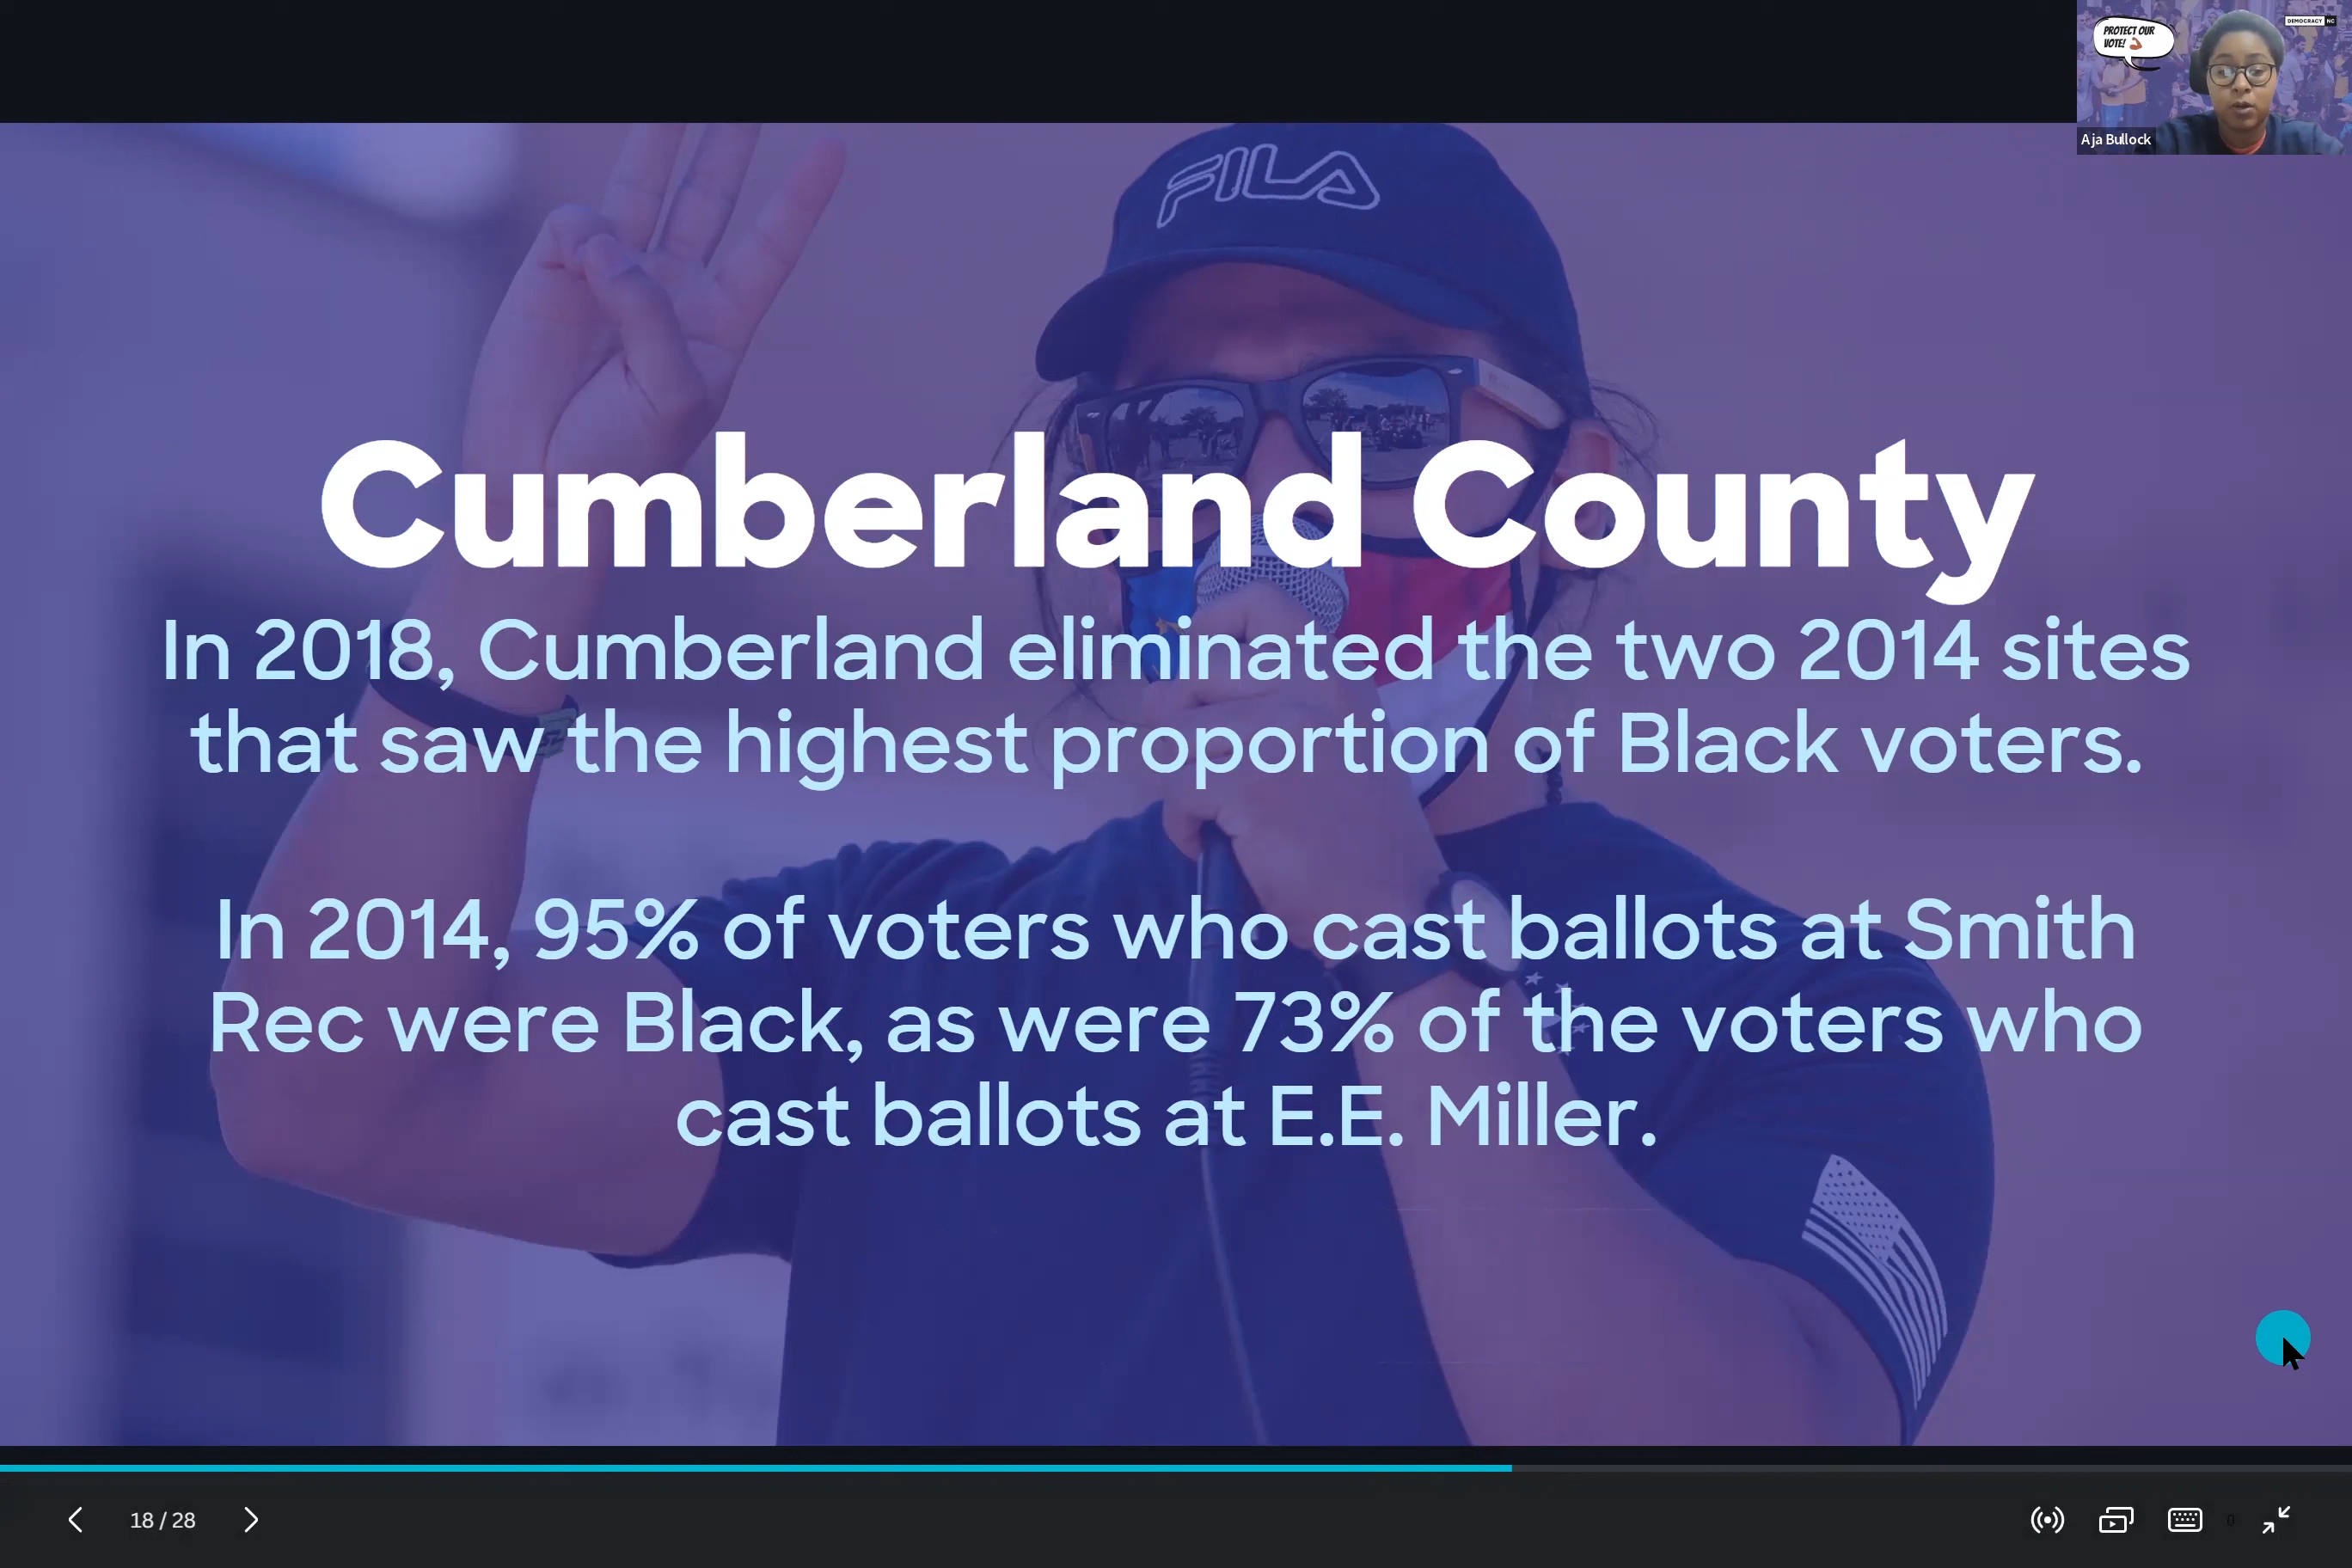 PROTECT OUR
VOTE!
DEMOCRACY NC
Aja Bullock
FILA
Cumberland County
In 2018, Cumberland eliminated the two 2014 sites
that saw the highest proportion of Black voters.
In 2014, 95% of voters who cast ballots at Smith
Rec were Black, as were 73% of the voters who
cast ballots at E.E. Miller.
18 / 28